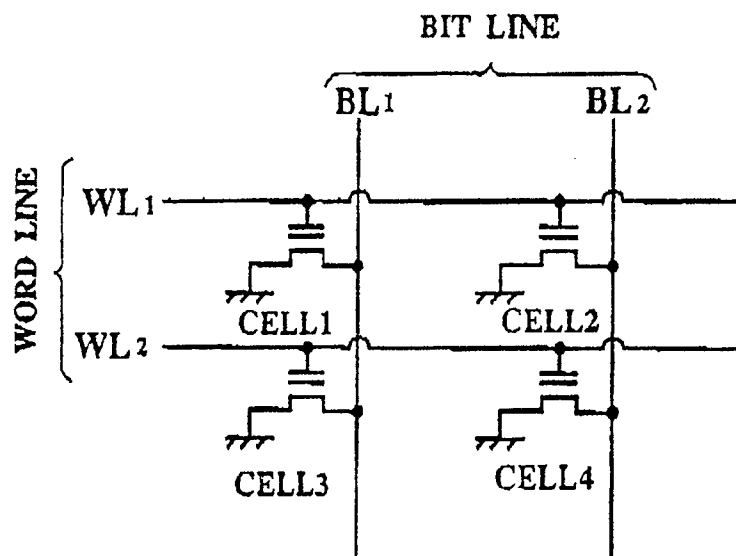 BIT LINE
BL1 BL2
WORD LINE
WL1
CELL1 CELL2
WL2
CELL3 CELL4